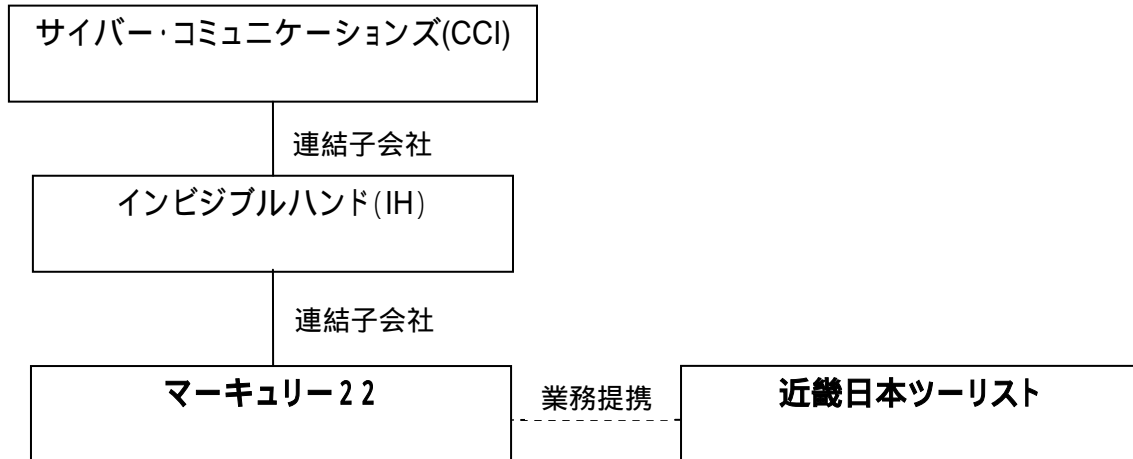 サイバー・コミュニケーションズ(CCI)
連結子会社
インビジブルハンド(IH)
連結子会社
マーキュリー22
業務提携
近畿日本ツーリスト